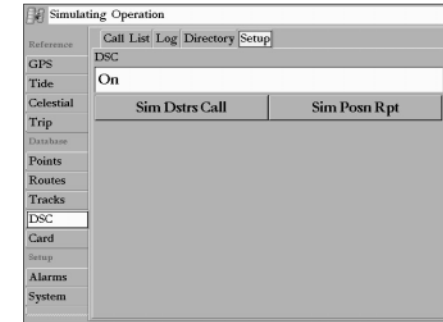 Simulating Operation
Reference
GPS
Tide
Celestial
Trip
Database
Points
Routes
Tracks
DSC
Card
Setup
Alarms
System
Call List Log Directory Setup
DSC
On
Sim Dstrs Call Sim Posn Rpt